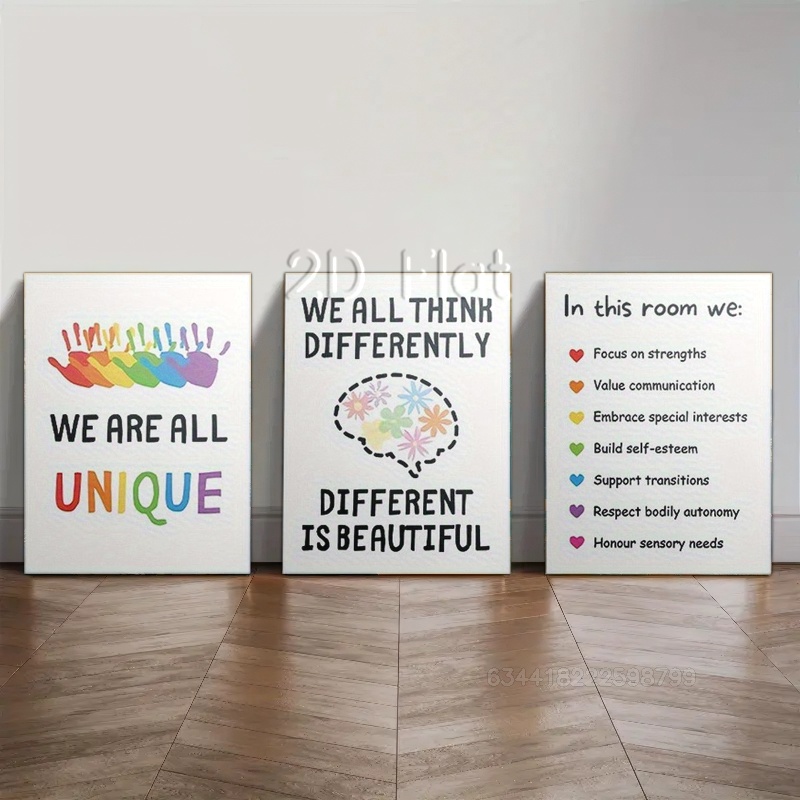 2D Flat
WE ARE ALL
UNIQUE
WE ALL THINK
DIFFERENTLY
DIFFERENT
IS BEAUTIFUL
In this room we:
Focus on strengths
Value communication
Embrace special interests
Build self-esteem
Support transitions
Respect bodily autonomy
Honour sensory needs